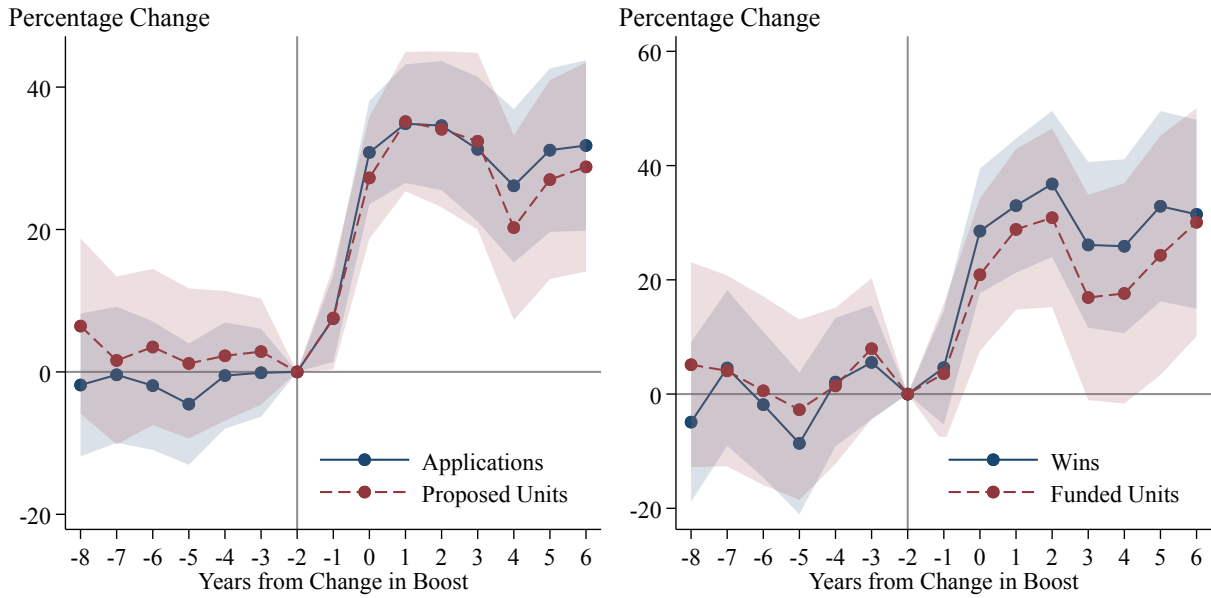 Percentage Change
40
20
0
-20
-8 -7 -6 -5 -4 -3 -2 -1 0 1 2 3 4 5 6
Years from Change in Boost
Applications
Proposed Units
Percentage Change
60
40
20
0
-20
-8 -7 -6 -5 -4 -3 -2 -1 0 1 2 3 4 5 6
Years from Change in Boost
Wins
Funded Units